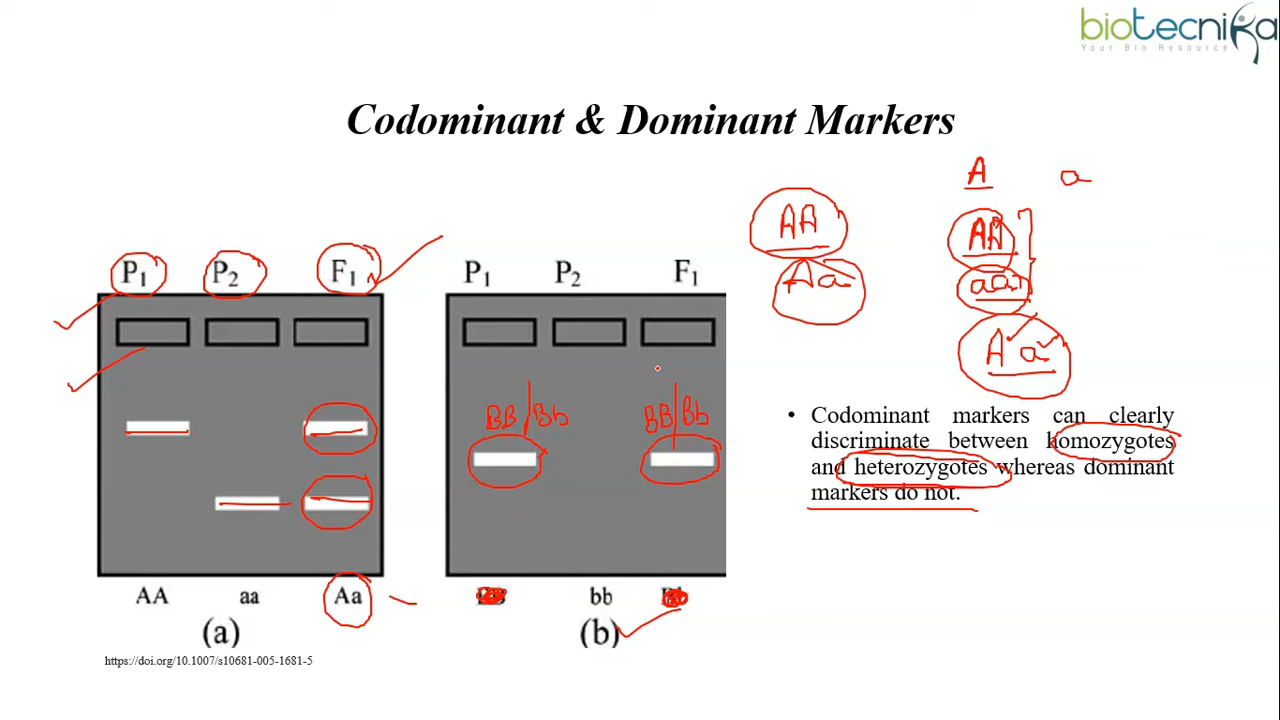 biotecnika
Your Bio Resource
Codominant & Dominant Markers
A a
AA
AA
aa
Aa
Aa
P1 P2 F1
P1 P2 F1
BB Bb
BB Bb
• Codominant markers can clearly
discriminate between homozygotes
and heterozygotes whereas dominant
markers do not.
AA aa Aa
bb
(a)
(b)
https://doi.org/10.1007/s10681-005-1681-5